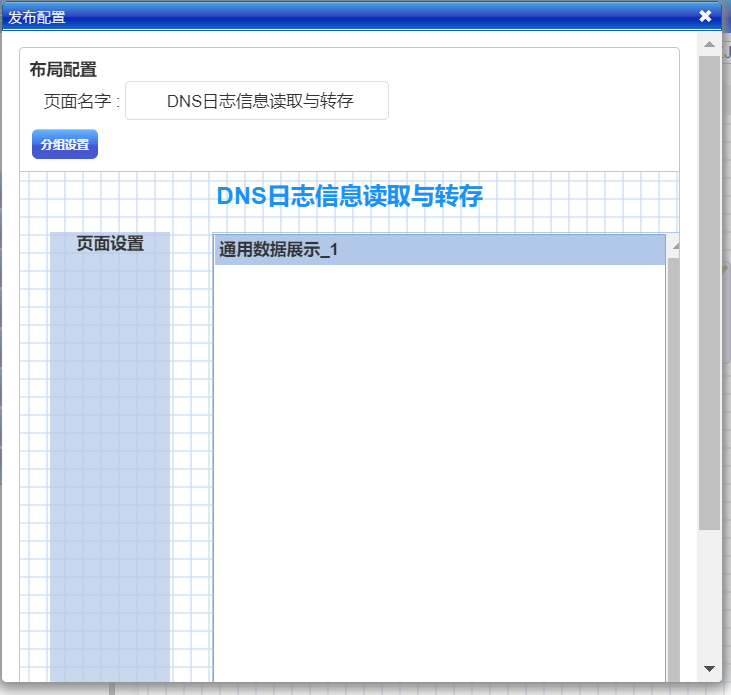 发布配置
布局配置
页面名字 : DNS日志信息读取与转存
分组设置
DNS日志信息读取与转存
页面设置
通用数据展示_1